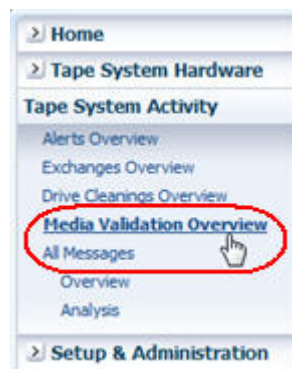 Home
Tape System Hardware
Tape System Activity
Alerts Overview
Exchanges Overview
Drive Cleanings Overview
Media Validation Overview
All Messages
Overview
Analysis
Setup & Administration